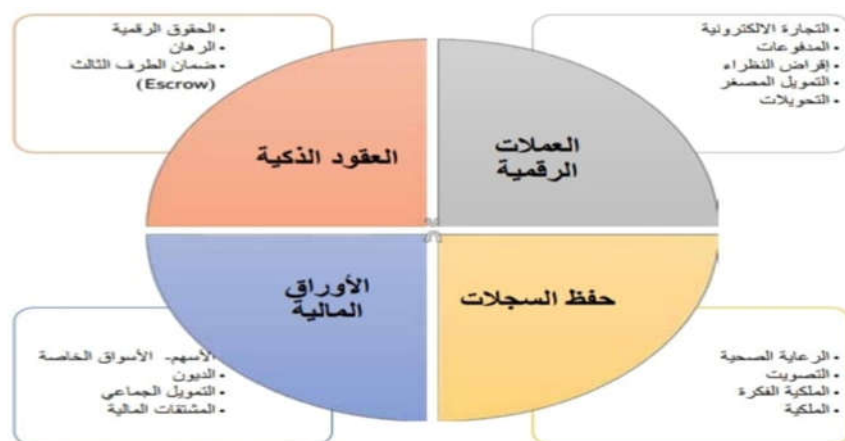 التجارة الالكترونية
المدفوعات
إقراض النظراء
التمويل المصغر
التحويلات
الحقوق الرقمية
الرهان
ضمان الطرف الثالث
(Escrow)
العملات
الرقمية
العقود الذكية
حفظ السجلات
الأوراق
المالية
الرعاية الصحية
التصويت
الملكية الفكرة
الملكية
الأسهم- الأسواق الخاصة
الديون
التمويل الجماعي
المشتقات المالية